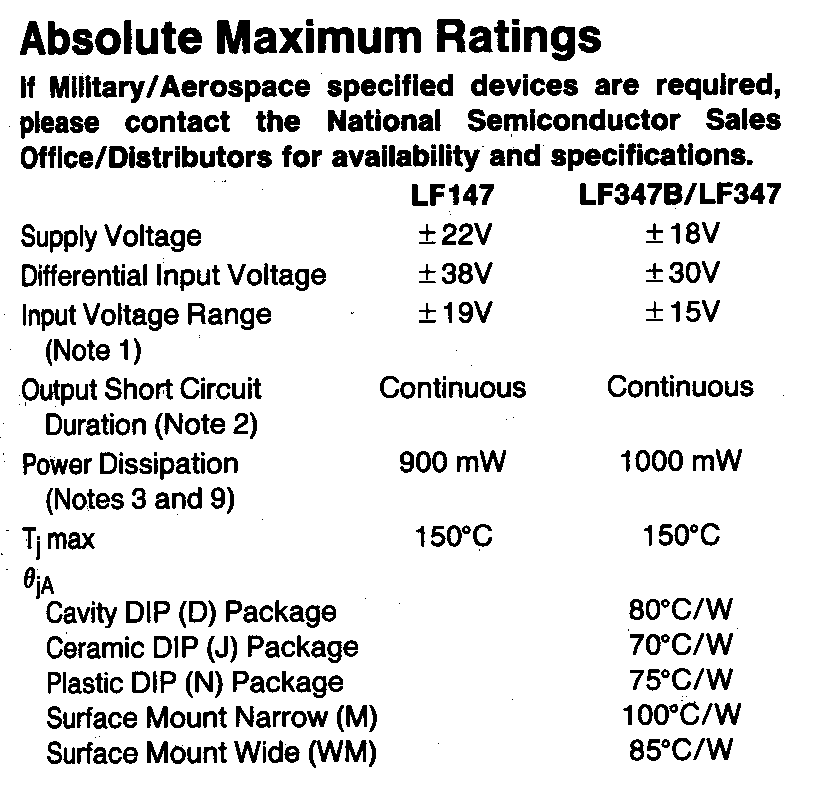 Absolute Maximum Ratings
If Military/Aerospace specified devices are required,
please contact the National Semiconductor Sales
Office/Distributors for availability and specifications.
LF147 LF347B/LF347
Supply Voltage ±22V ±18V
Differential Input Voltage ±38V ±30V
Input Voltage Range ±19V ±15V
(Note 1)
Output Short Circuit Continuous Continuous
Duration (Note 2)
Power Dissipation 900 mW 1000 mW
(Notes 3 and 9)
Tj max 150°C 150°C
θjA
Cavity DIP (D) Package 80°C/W
Ceramic DIP (J) Package 70°C/W
Plastic DIP (N) Package 75°C/W
Surface Mount Narrow (M) 100°C/W
Surface Mount Wide (WM) 85°C/W